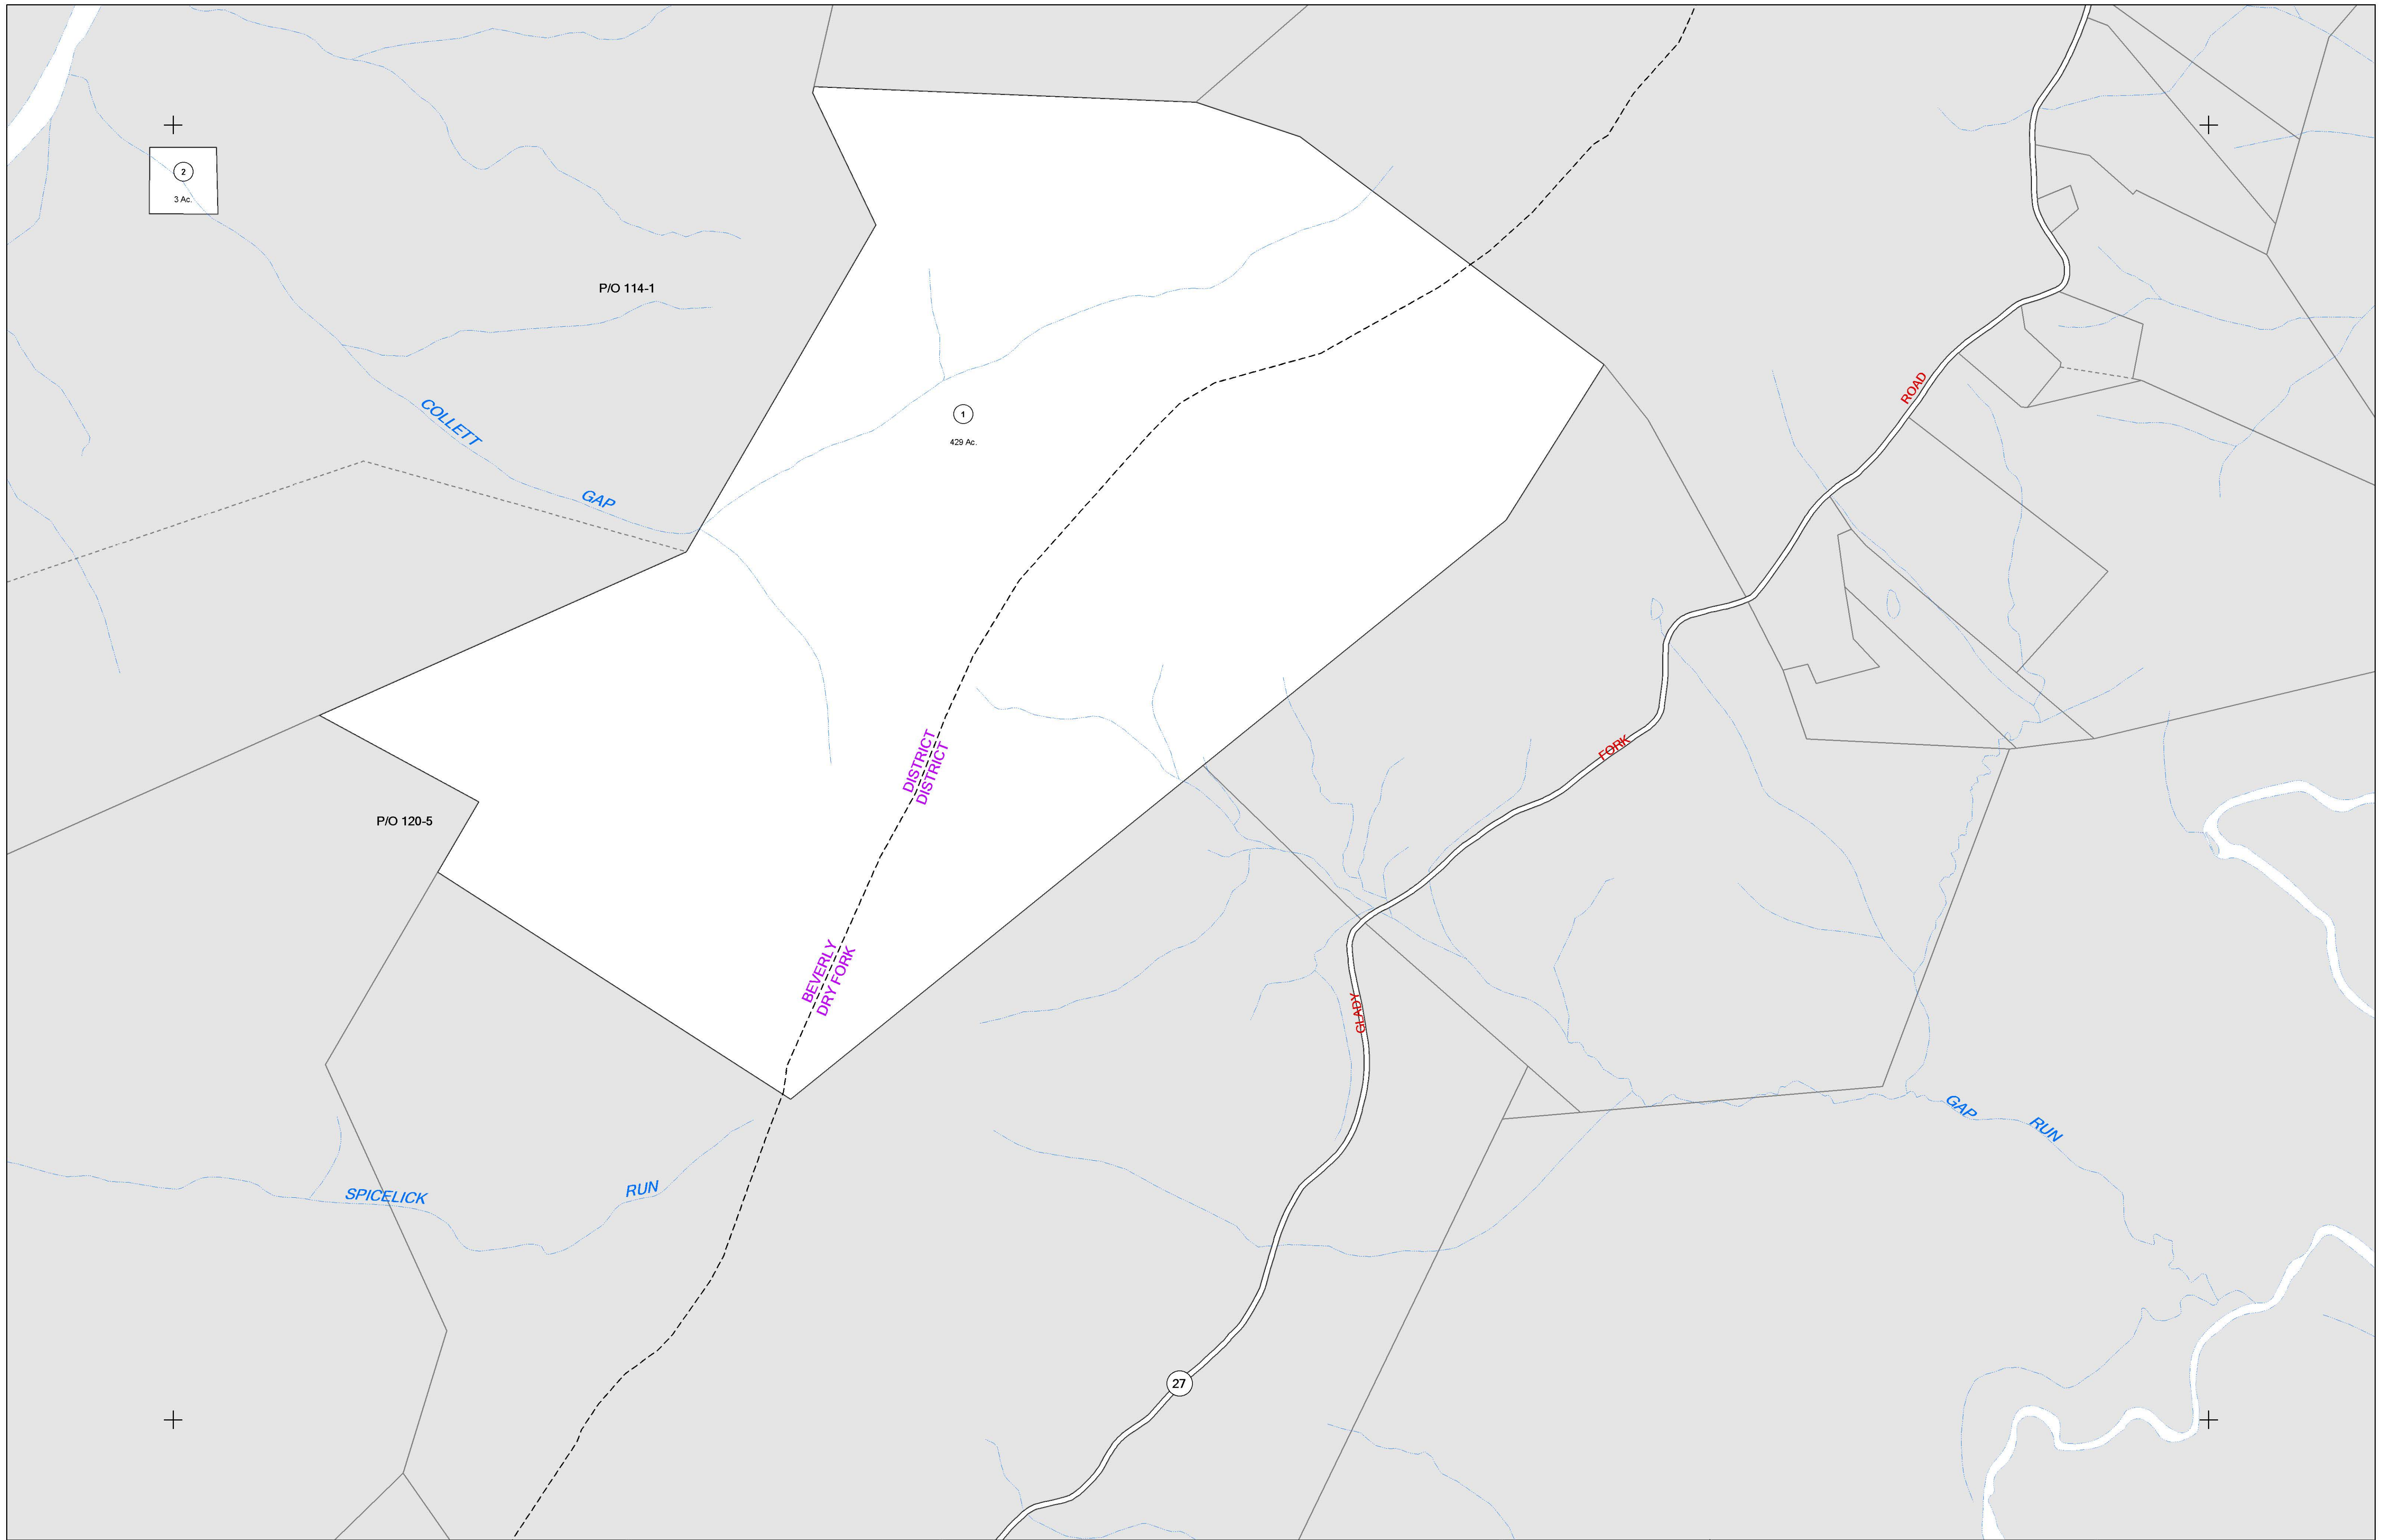 2
3 Ac.
P/O 114-1
COLLETT
GAP
1
429 Ac.
ROAD
FORK
DISTRICT
DISTRICT
P/O 120-5
BEVERLY
DRY FORK
GLADY
GAP
RUN
SPICELICK
RUN
27